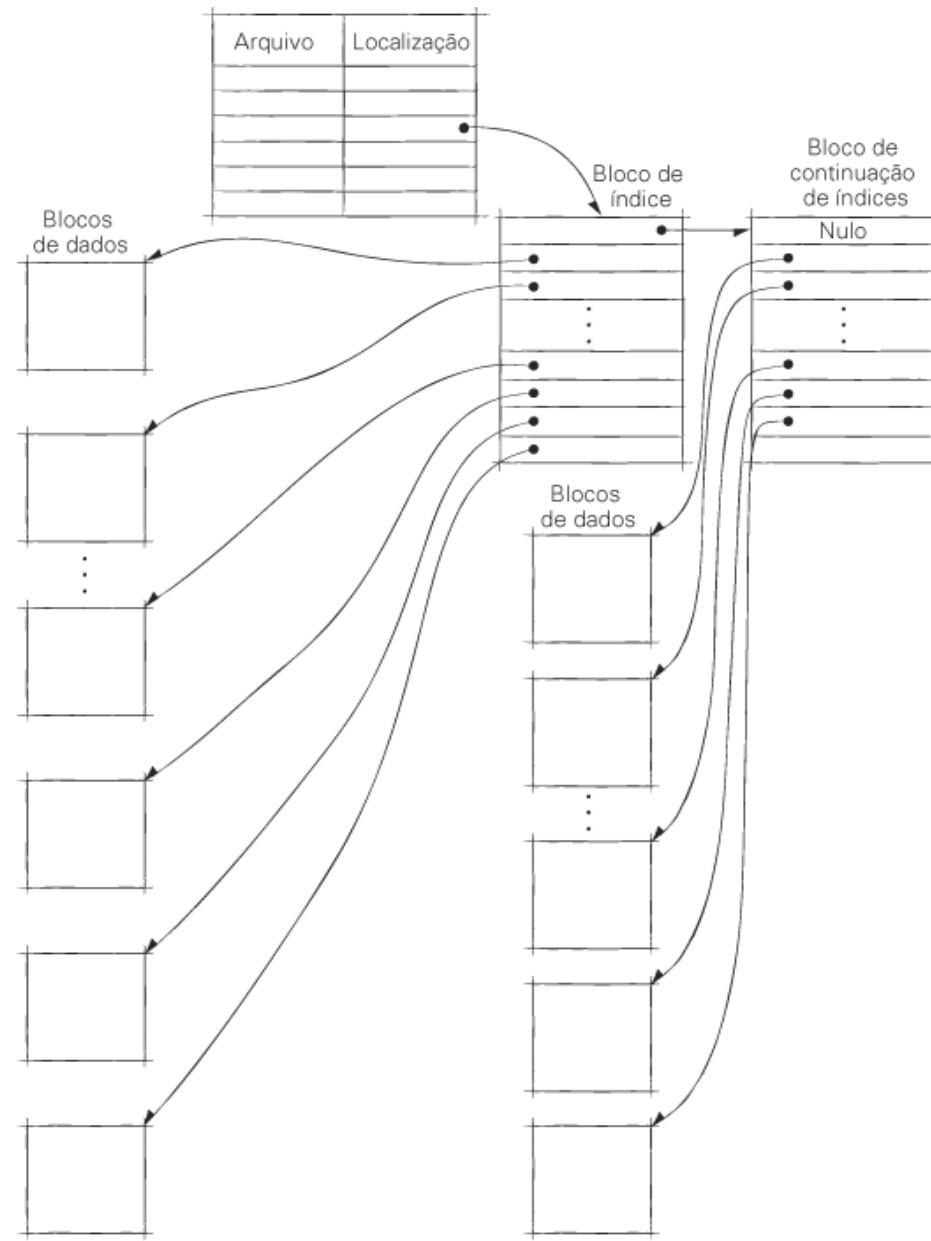 Arquivo
Localização
Bloco de
índice
Bloco de
continuação
de índices
Nulo
Blocos
de dados
Blocos
de dados